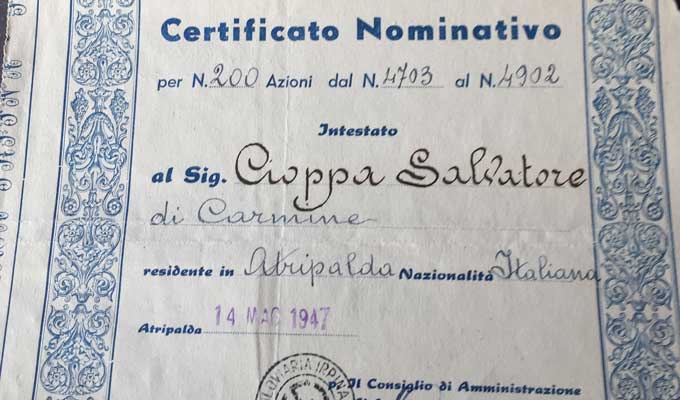 Certificato Nominativo
per N. 200 Azioni dal N. 4703 al N. 4902
Intestato
al Sig. Cioppa Salvatore
di Carmine
residente in Atripalda Nazionalità Italiana
Atripalda 14 MAG 1947
p. Il Consiglio di Amministrazione